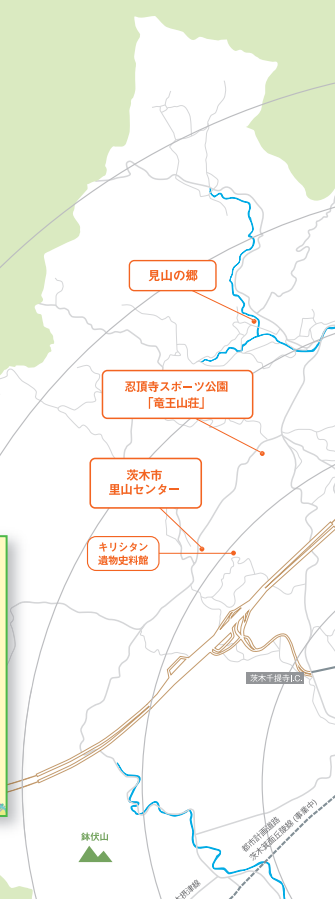 見山の郷
忍頂寺スポーツ公園
「竜王山荘」
茨木市
里山センター
キリシタン
遺物史料館
茨木千提寺I.C.
鉢伏山
都市計画道路
茨木箕面丘陵線（事業中）
大岩線